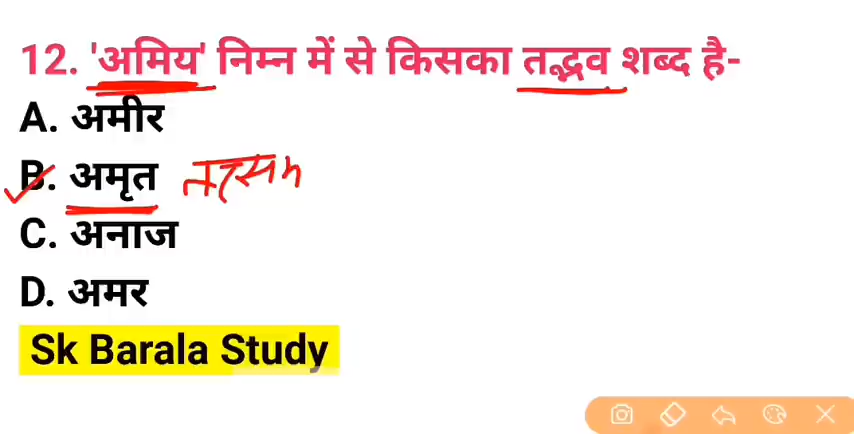 12. 'अमिय' निम्न में से किसका तद्भव शब्द है-
A. अमीर
B. अमृत तत्सम
C. अनाज
D. अमर
Sk Barala Study